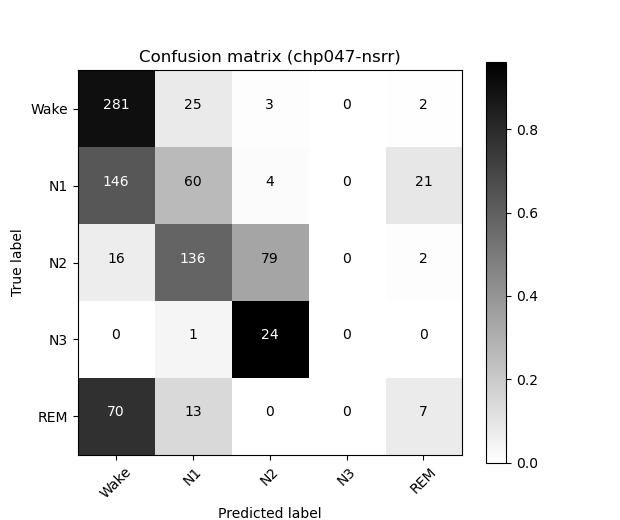 Confusion matrix (chp047-nsrr)
True label
Wake 281 25 3 0 2
N1 146 60 4 0 21
N2 16 136 79 0 2
N3 0 1 24 0 0
REM 70 13 0 0 7
Wake N1 N2 N3 REM
Predicted label
0.8
0.6
0.4
0.2
0.0